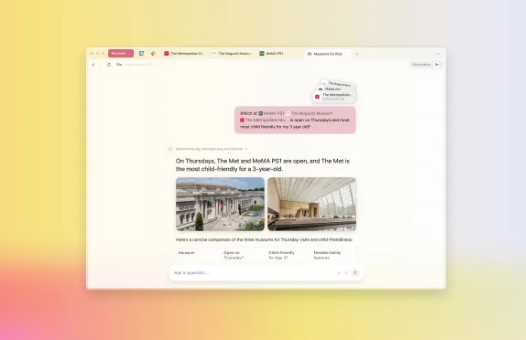 The Metropolitan
The Noguchi Museum
MoMA PS1
Museums for Kids
The Metropolitan...
Which of MoMA PS1 The Noguchi Museum
The Metropolitan Mu... is open on Thursdays and most
most child friendly for my 3 year old?
On Thursdays, The Met and MoMA PS1 are open, and The Met is
the most child-friendly for a 3-year-old.
Here's a concise comparison of the three museums for Thursday visits and child-friendliness:
Museum Open on Child-Friendly Notable family
Thursday? for Age 3? features
Ask a question...